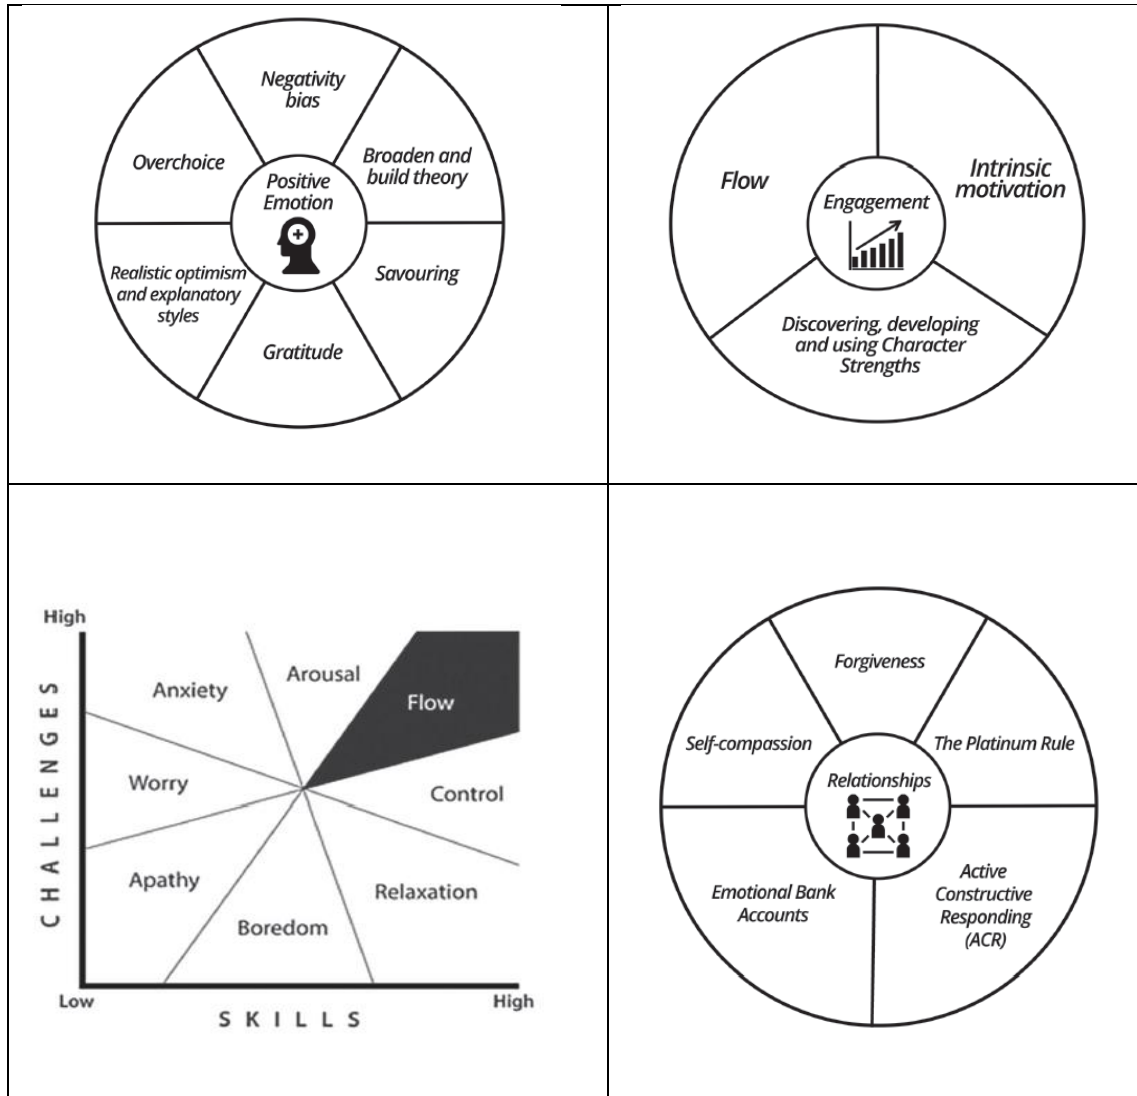 Negativity
bias
Overchoice
Broaden and
build theory
Positive
Emotion
Realistic optimism
and explanatory
styles
Savouring
Gratitude
Flow
Intrinsic
motivation
Engagement
Discovering, developing
and using Character
Strengths
High
CHALLENGES
Anxiety
Arousal
Flow
Worry
Control
Apathy
Relaxation
Boredom
Low
High
SKILLS
Forgiveness
Self-compassion
The Platinum Rule
Relationships
Emotional Bank
Accounts
Active
Constructive
Responding
(ACR)